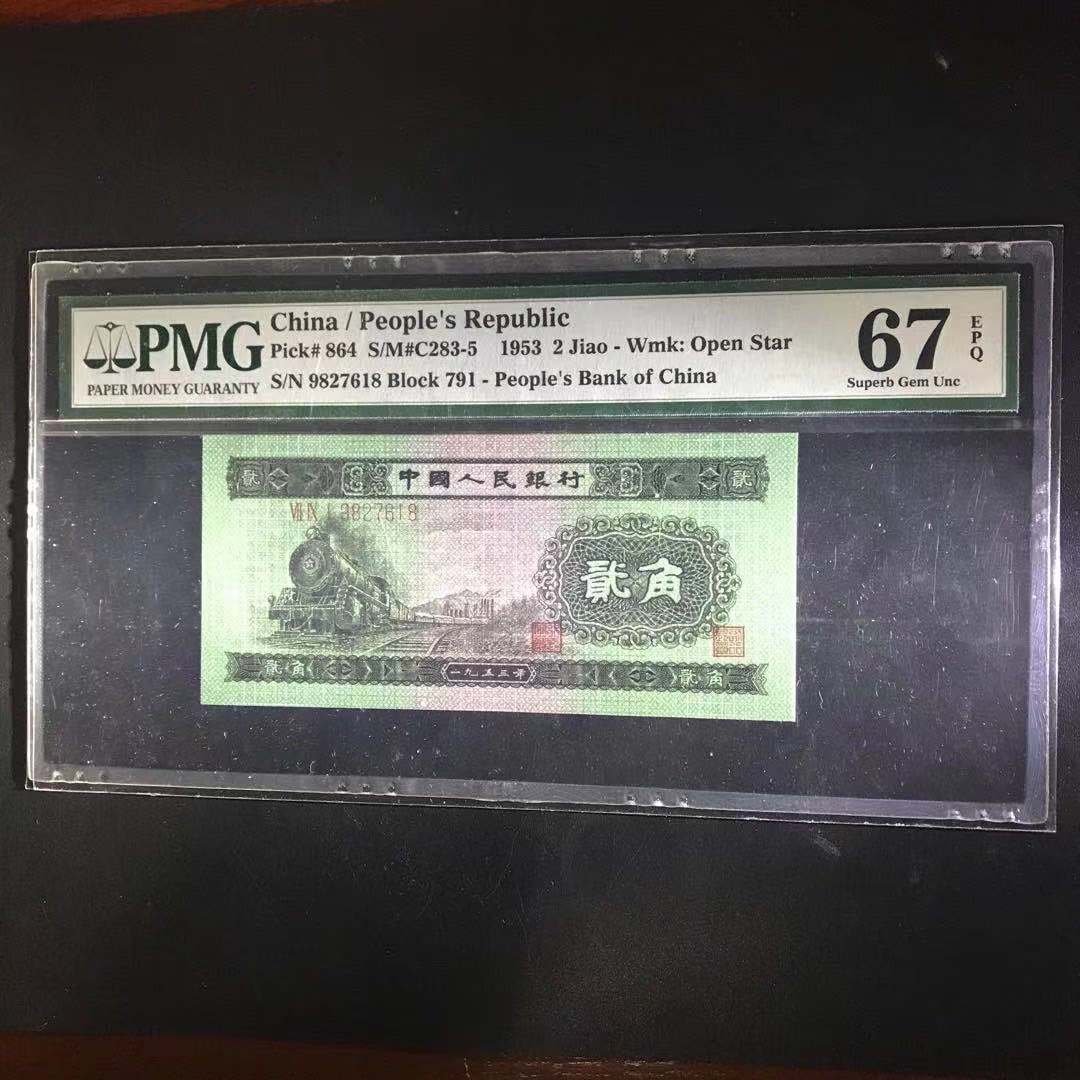 PMG
PAPER MONEY GUARANTY
China / People's Republic
Pick# 864 S/M#C283-5 1953 2 Jiao - Wmk: Open Star
S/N 9827618 Block 791 - People's Bank of China
67
EPQ
Superb Gem Unc
貳 中國人民銀行 貳
9827618
貳角
貳角 一九五三年 貳角